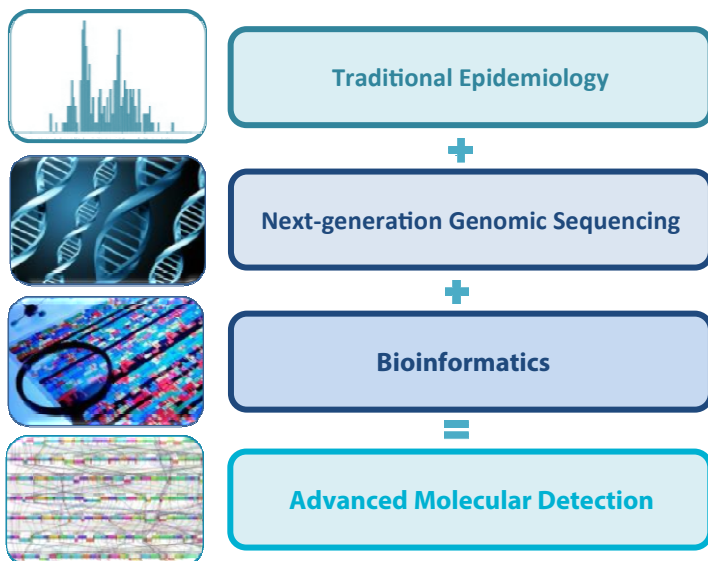 Traditional Epidemiology
+
Next-generation Genomic Sequencing
+
Bioinformatics
=
Advanced Molecular Detection